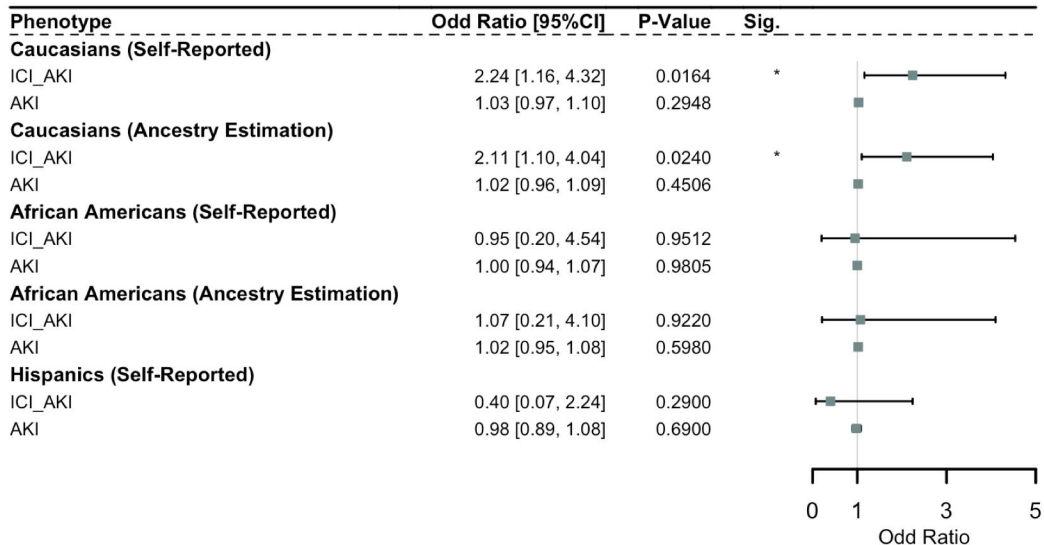 Phenotype Odd Ratio [95%CI] P-Value Sig.
Caucasians (Self-Reported)
ICI_AKI 2.24 [1.16, 4.32] 0.0164 *
AKI 1.03 [0.97, 1.10] 0.2948
Caucasians (Ancestry Estimation)
ICI_AKI 2.11 [1.10, 4.04] 0.0240 *
AKI 1.02 [0.96, 1.09] 0.4506
African Americans (Self-Reported)
ICI_AKI 0.95 [0.20, 4.54] 0.9512
AKI 1.00 [0.94, 1.07] 0.9805
African Americans (Ancestry Estimation)
ICI_AKI 1.07 [0.21, 4.10] 0.9220
AKI 1.02 [0.95, 1.08] 0.5980
Hispanics (Self-Reported)
ICI_AKI 0.40 [0.07, 2.24] 0.2900
AKI 0.98 [0.89, 1.08] 0.6900
0 1 3 5
Odd Ratio